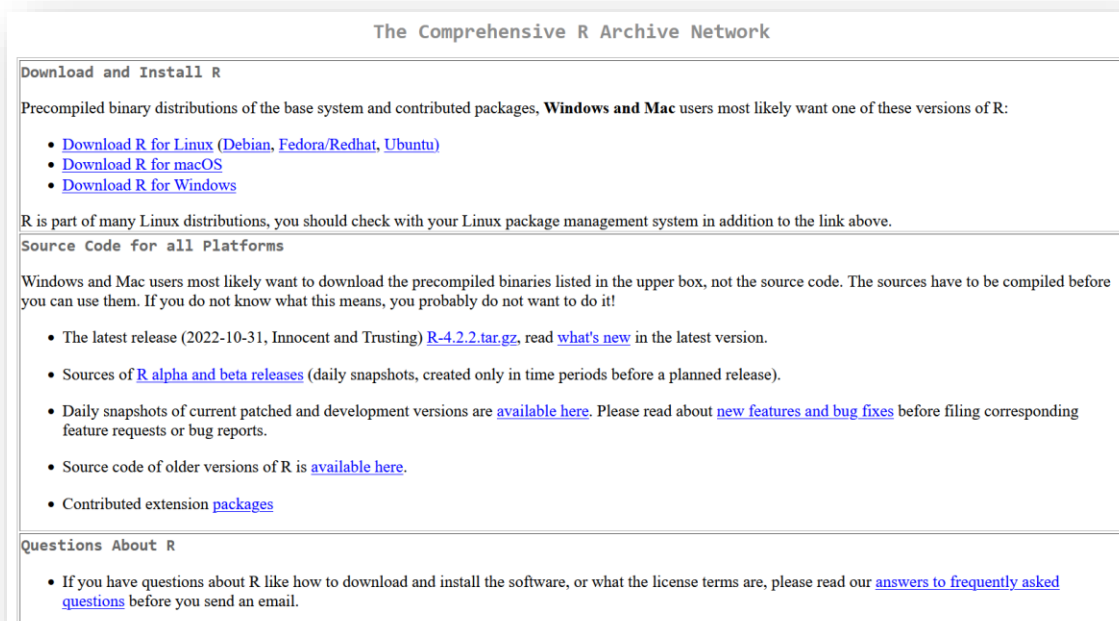 The Comprehensive R Archive Network
Download and Install R
Precompiled binary distributions of the base system and contributed packages, Windows and Mac users most likely want one of these versions of R:
• Download R for Linux (Debian, Fedora/Redhat, Ubuntu)
• Download R for macOS
• Download R for Windows
R is part of many Linux distributions, you should check with your Linux package management system in addition to the link above.
Source Code for all Platforms
Windows and Mac users most likely want to download the precompiled binaries listed in the upper box, not the source code. The sources have to be compiled before
you can use them. If you do not know what this means, you probably do not want to do it!
• The latest release (2022-10-31, Innocent and Trusting) R-4.2.2.tar.gz, read what's new in the latest version.
• Sources of R alpha and beta releases (daily snapshots, created only in time periods before a planned release).
• Daily snapshots of current patched and development versions are available here. Please read about new features and bug fixes before filing corresponding
feature requests or bug reports.
• Source code of older versions of R is available here.
• Contributed extension packages
Questions About R
• If you have questions about R like how to download and install the software, or what the license terms are, please read our answers to frequently asked
questions before you send an email.